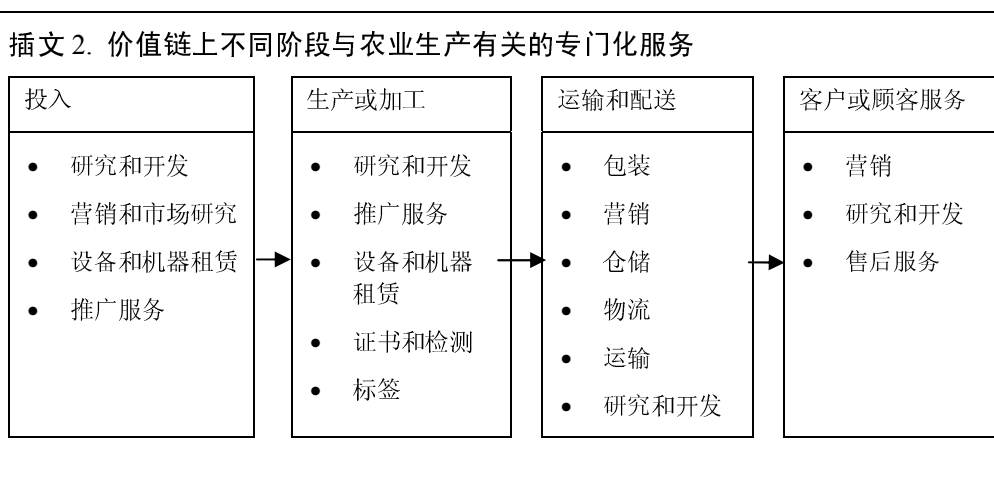 插文 2. 价值链上不同阶段与农业生产有关的专门化服务
投入
• 研究和开发
• 营销和市场研究
• 设备和机器租赁
• 推广服务
生产或加工
• 研究和开发
• 推广服务
• 设备和机器
租赁
• 证书和检测
• 标签
运输和配送
• 包装
• 营销
• 仓储
• 物流
• 运输
• 研究和开发
客户或顾客服务
• 营销
• 研究和开发
• 售后服务